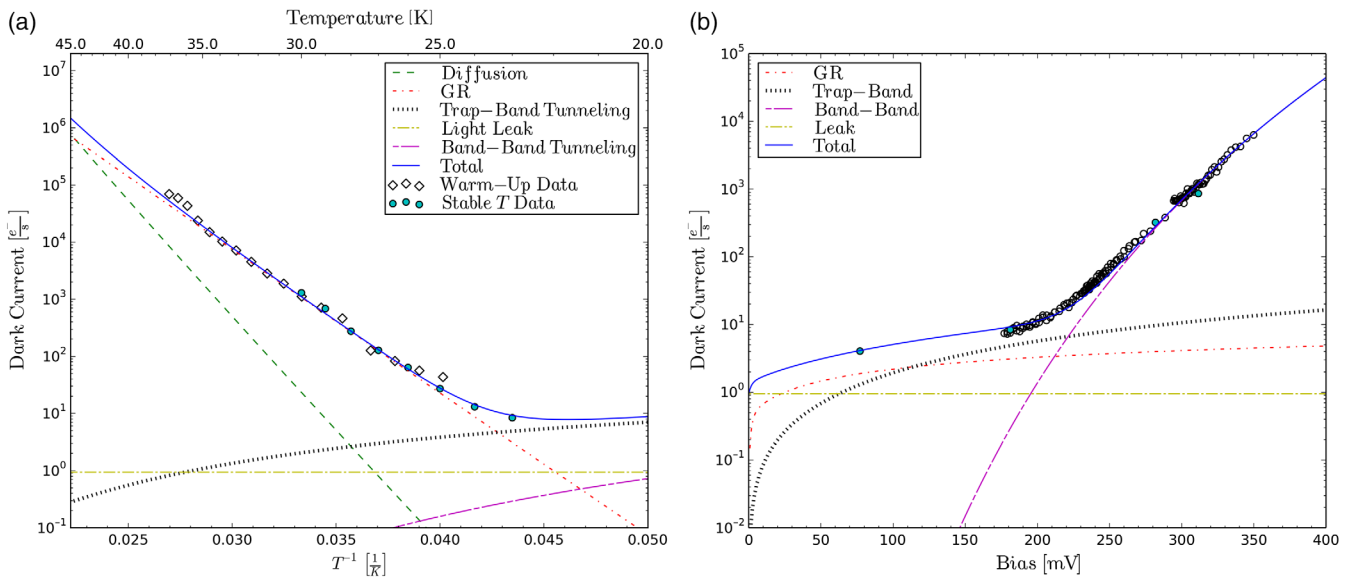 (a)
Temperature [K]
45.0 40.0 35.0 30.0 25.0 20.0
10^7
10^6
10^5
10^4
10^3
10^2
10^1
10^0
10^-1
Dark Current [e^-/s]
Diffusion
GR
Trap−Band Tunneling
Light Leak
Band−Band Tunneling
Total
Warm−Up Data
Stable T Data
0.025 0.030 0.035 0.040 0.045 0.050
T^-1 [1/K]
(b)
10^5
10^4
10^3
10^2
10^1
10^0
10^-1
10^-2
Dark Current [e^-/s]
GR
Trap−Band
Band−Band
Leak
Total
0 50 100 150 200 250 300 350 400
Bias [mV]